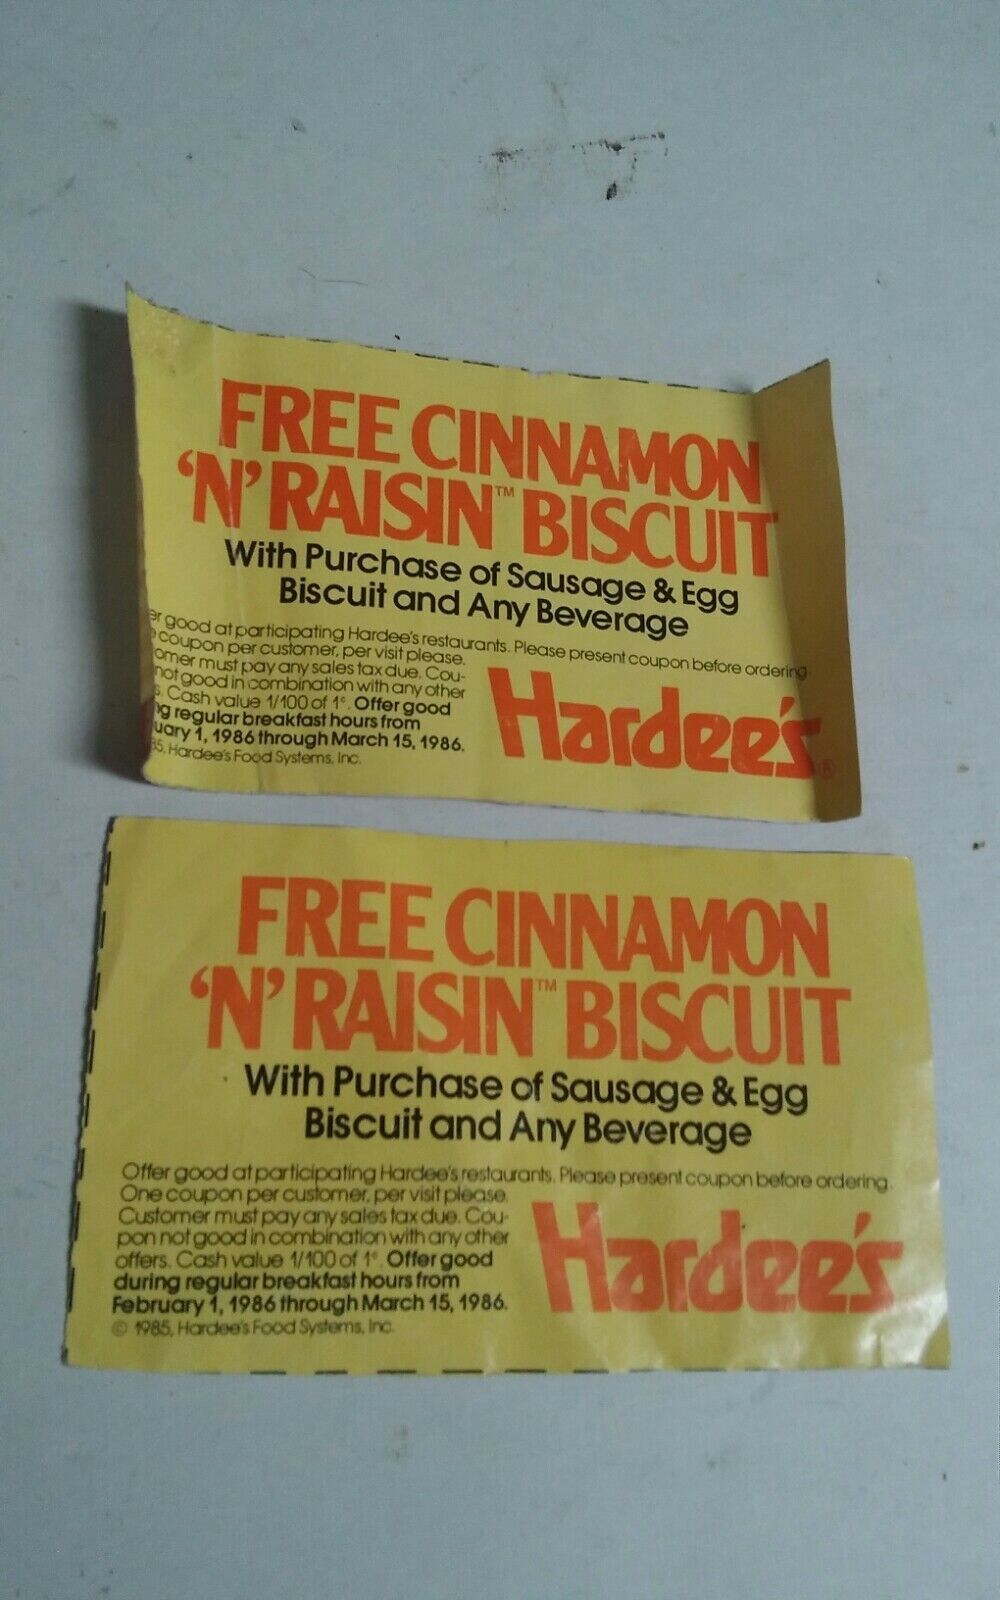 FREE CINNAMON
'N' RAISIN™ BISCUIT
With Purchase of Sausage & Egg
Biscuit and Any Beverage
er good at participating Hardee's restaurants. Please present coupon before ordering.
coupon per customer, per visit please.
omer must pay any sales tax due. Cou-
not good in combination with any other
s. Cash value 1/100 of 1¢. Offer good
ng regular breakfast hours from
uary 1, 1986 through March 15, 1986.
85, Hardee's Food Systems, Inc.
Hardee's®
FREE CINNAMON
'N' RAISIN™ BISCUIT
With Purchase of Sausage & Egg
Biscuit and Any Beverage
Offer good at participating Hardee's restaurants. Please present coupon before ordering.
One coupon per customer, per visit please.
Customer must pay any sales tax due. Cou-
pon not good in combination with any other
offers. Cash value 1/100 of 1¢. Offer good
during regular breakfast hours from
February 1, 1986 through March 15, 1986.
© 1985, Hardee's Food Systems, Inc.
Hardee's